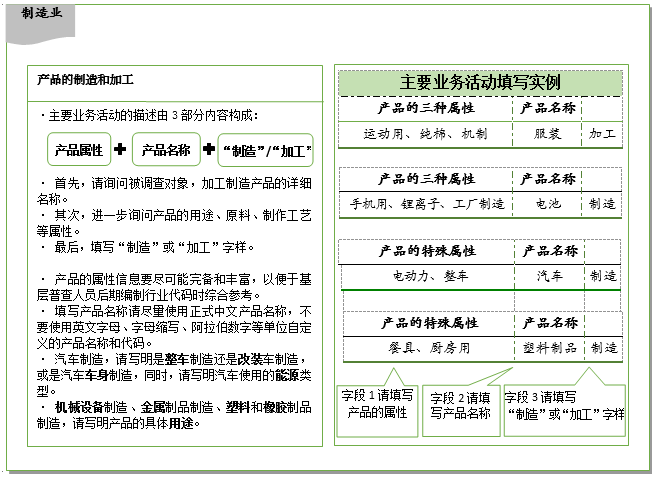 制造业
产品的制造和加工
·主要业务活动的描述由3部分内容构成：
产品属性 + 产品名称 + “制造”/“加工”
· 首先，请询问被调查对象，加工制造产品的详细
名称。
· 其次，进一步询问产品的用途、原料、制作工艺
等属性。
· 最后，填写“制造”或“加工”字样。
· 产品的属性信息要尽可能完备和丰富，以便于基
层普查人员后期编制行业代码时综合参考。
· 填写产品名称请尽量使用正式中文产品名称，不
要使用英文字母、字母缩写、阿拉伯数字等单位自定
义的产品名称和代码。
· 汽车制造，请写明是整车制造还是改装车制造，
或是汽车车身制造，同时，请写明汽车使用的能源类
型。
· 机械设备制造、金属制品制造、塑料和橡胶制品
制造，请写明产品的具体用途。
主要业务活动填写实例
产品的三种属性 产品名称
运动用、纯棉、机制 服装 加工
产品的三种属性 产品名称
手机用、锂离子、工厂制造 电池 制造
产品的特殊属性 产品名称
电动力、整车 汽车 制造
产品的特殊属性 产品名称
餐具、厨房用 塑料制品 制造
字段1请填写
产品的属性
字段2请填
写产品名称
字段3请填写
“制造”或“加工”字样